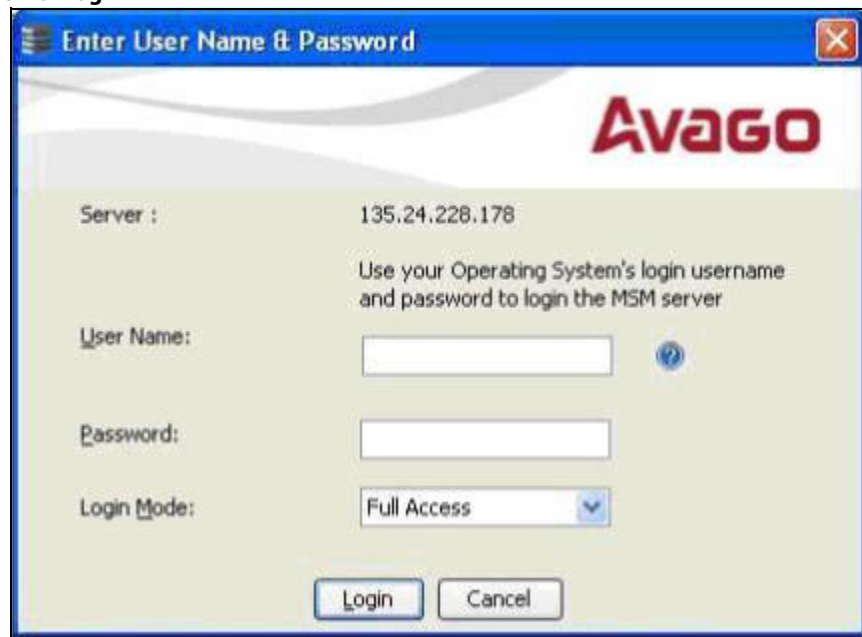 Enter User Name & Password
Avago
Server : 135.24.228.178
Use your Operating System's login username
and password to login the MSM server
User Name:
Password:
Login Mode: Full Access
Login Cancel